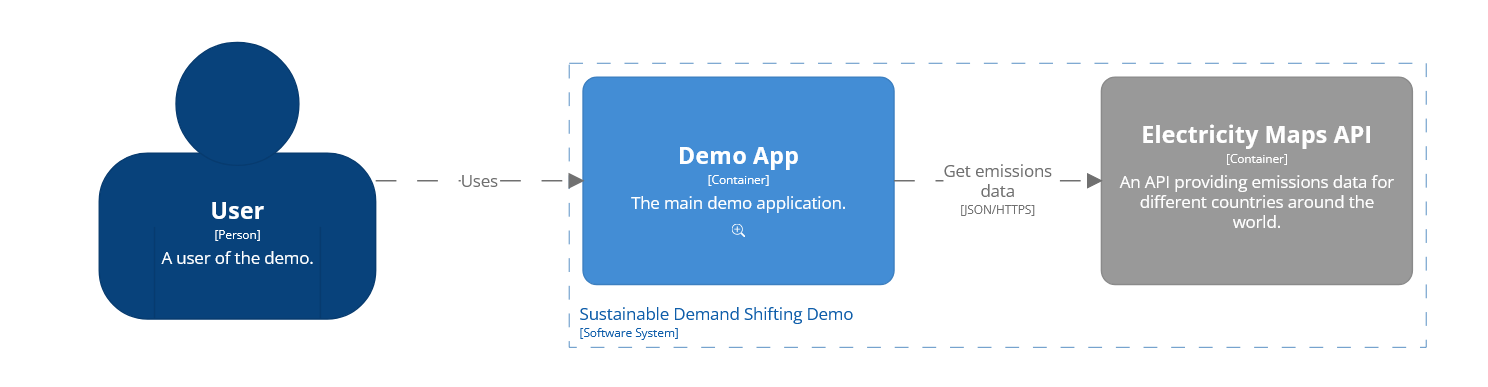 User
[Person]
A user of the demo.
Uses
Demo App
[Container]
The main demo application.
Get emissions
data
[JSON/HTTPS]
Electricity Maps API
[Container]
An API providing emissions data for
different countries around the
world.
Sustainable Demand Shifting Demo
[Software System]